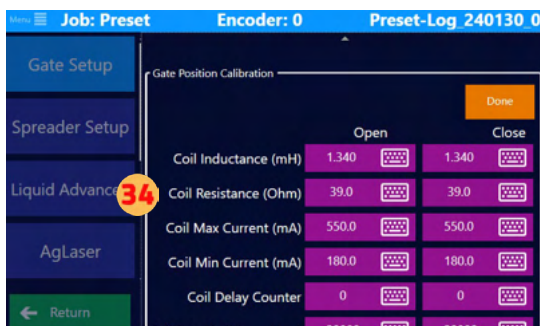 Menu Job: Preset Encoder: 0 Preset-Log_240130_0
Gate Setup
Gate Position Calibration
Done
Spreader Setup
Open Close
Coil Inductance (mH) 1.340 1.340
Liquid Advance 34 Coil Resistance (Ohm) 39.0 39.0
Coil Max Current (mA) 550.0 550.0
AgLaser
Coil Min Current (mA) 180.0 180.0
Coil Delay Counter 0 0
Return